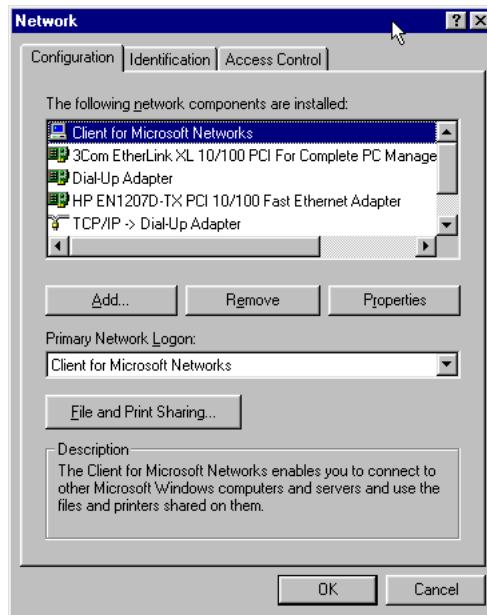 Network
Configuration Identification Access Control
The following network components are installed:
Client for Microsoft Networks
3Com EtherLink XL 10/100 PCI For Complete PC Manage
Dial-Up Adapter
HP EN1207D-TX PCI 10/100 Fast Ethernet Adapter
TCP/IP -> Dial-Up Adapter
Add... Remove Properties
Primary Network Logon:
Client for Microsoft Networks
File and Print Sharing...
Description
The Client for Microsoft Networks enables you to connect to
other Microsoft Windows computers and servers and use the
files and printers shared on them.
OK Cancel